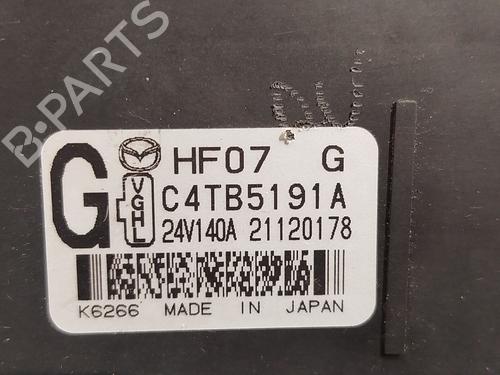 B-PARTS
G
VGHL
HF07 G
C4TB5191A
24V140A 21120178
K6266 MADE IN JAPAN